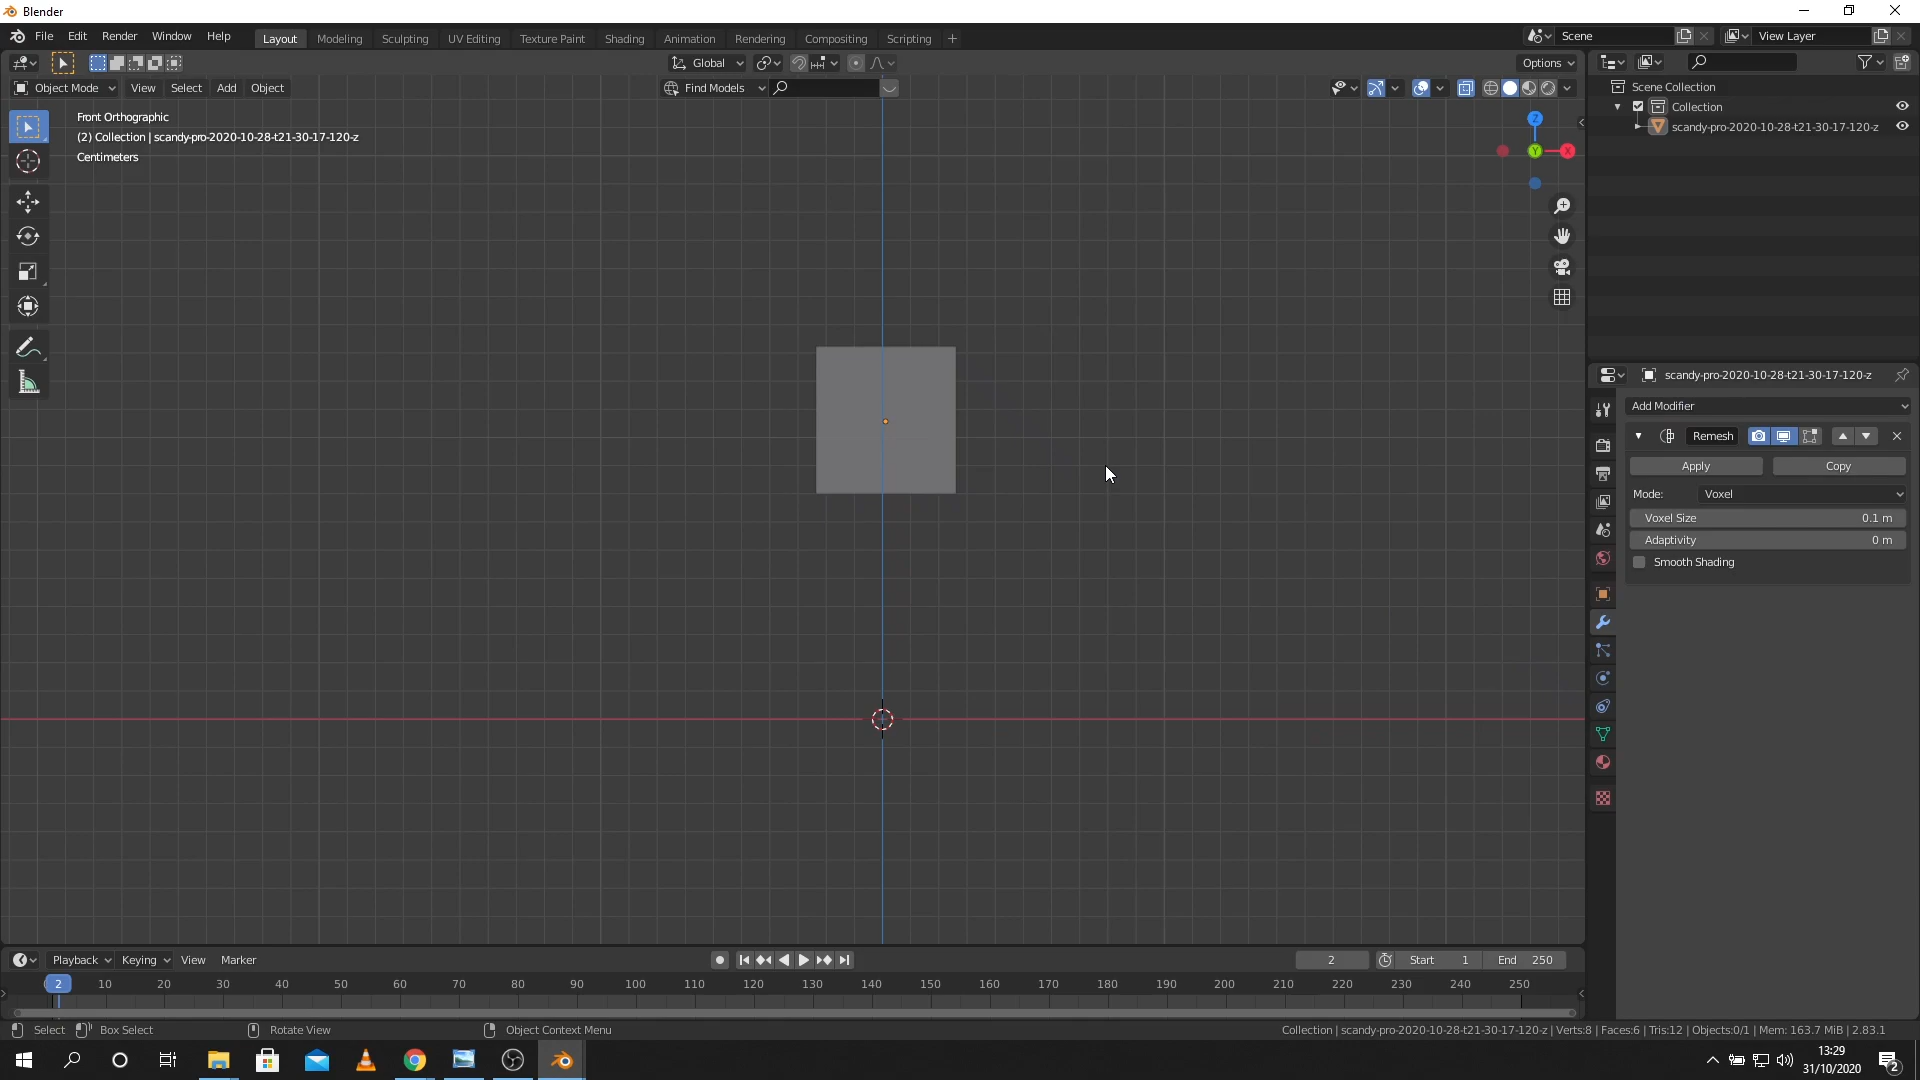 Blender
File Edit Render Window Help
Layout Modeling Sculpting UV Editing Texture Paint Shading Animation Rendering Compositing Scripting
Scene
View Layer
Global
Options
Object Mode View Select Add Object
Find Models
Front Orthographic
(2) Collection | scandy-pro-2020-10-28-t21-30-17-120-z
Centimeters
Z
Y
X
Scene Collection
Collection
scandy-pro-2020-10-28-t21-30-17-120-z
scandy-pro-2020-10-28-t21-30-17-120-z
Add Modifier
Remesh
Apply Copy
Mode: Voxel
Voxel Size 0.1 m
Adaptivity 0 m
Smooth Shading
Playback Keying View Marker
2 Start 1 End 250
2 10 20 30 40 50 60 70 80 90 100 110 120 130 140 150 160 170 180 190 200 210 220 230 240 250
Select Box Select Rotate View Object Context Menu
Collection | scandy-pro-2020-10-28-t21-30-17-120-z | Verts:8 | Faces:6 | Tris:12 | Objects:0/1 | Mem: 163.7 MiB | 2.83.1
13:29
31/10/2020
2